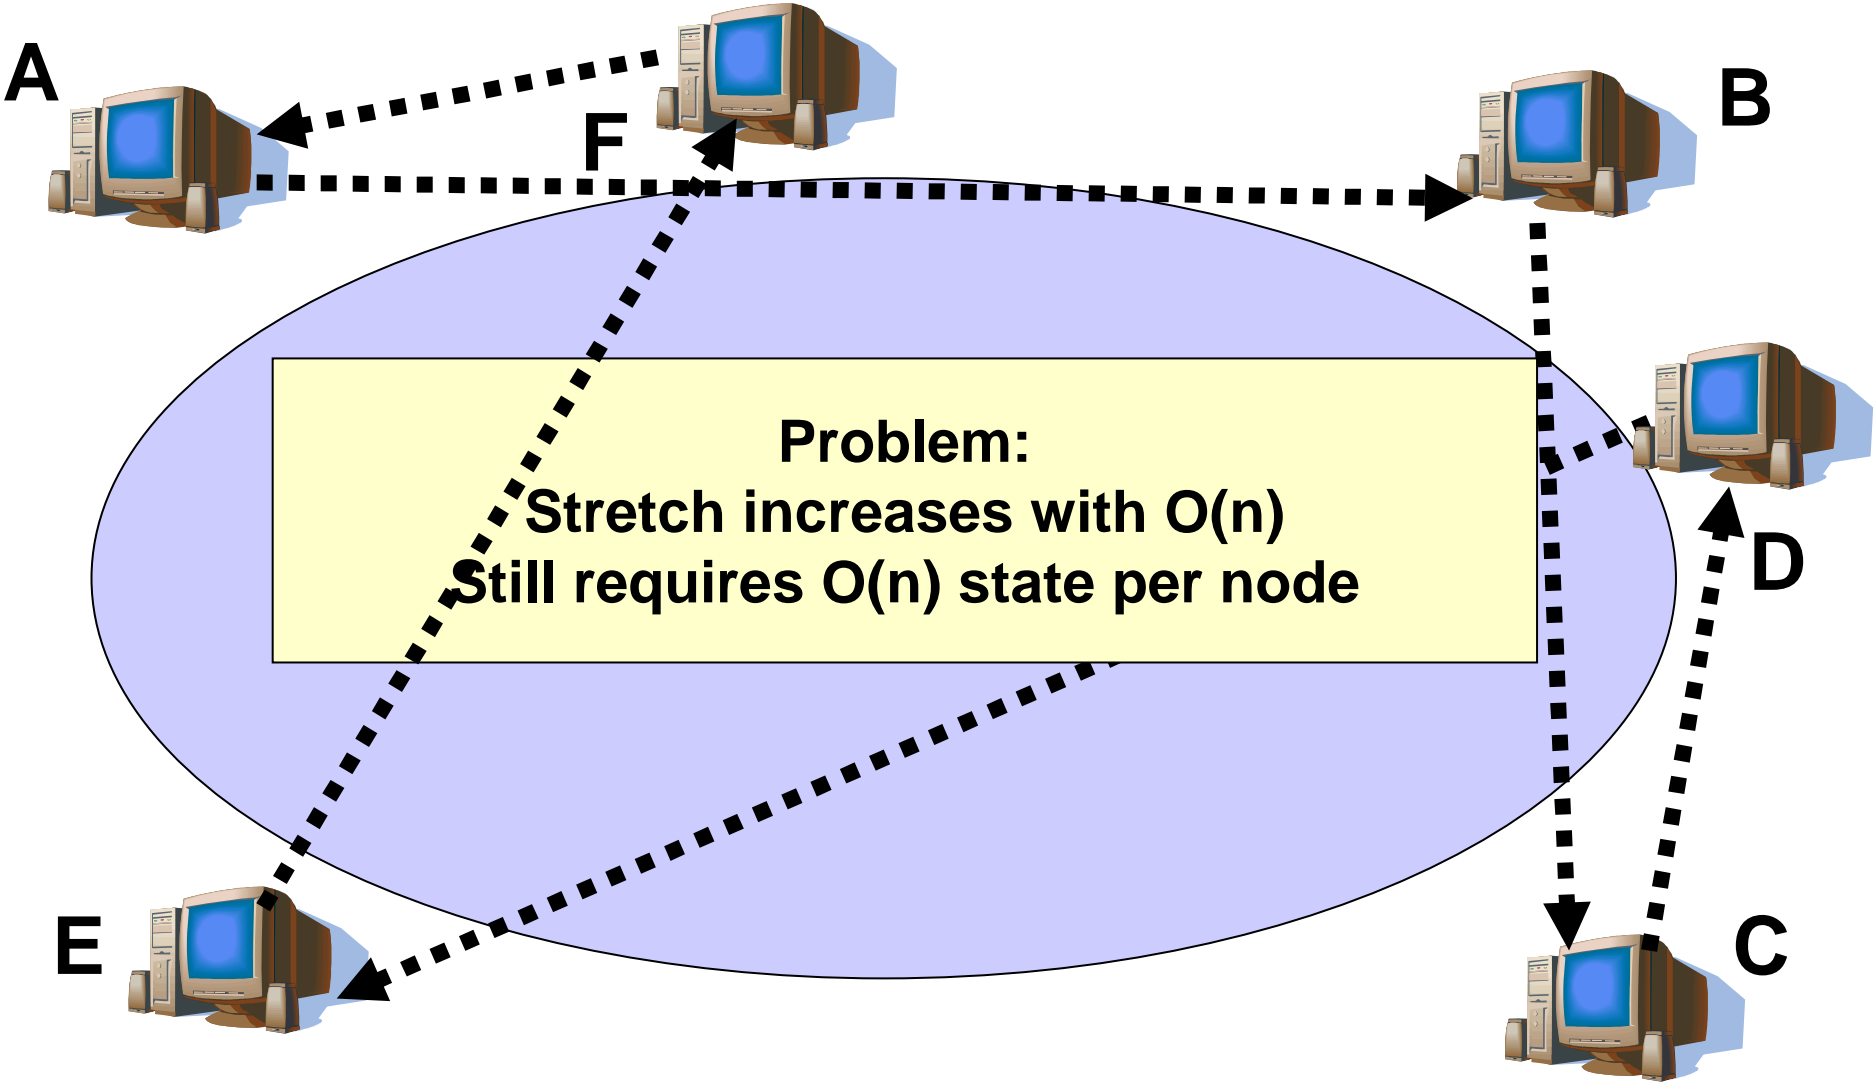 A
F
B
Problem:
Stretch increases with O(n)
Still requires O(n) state per node
D
E
C